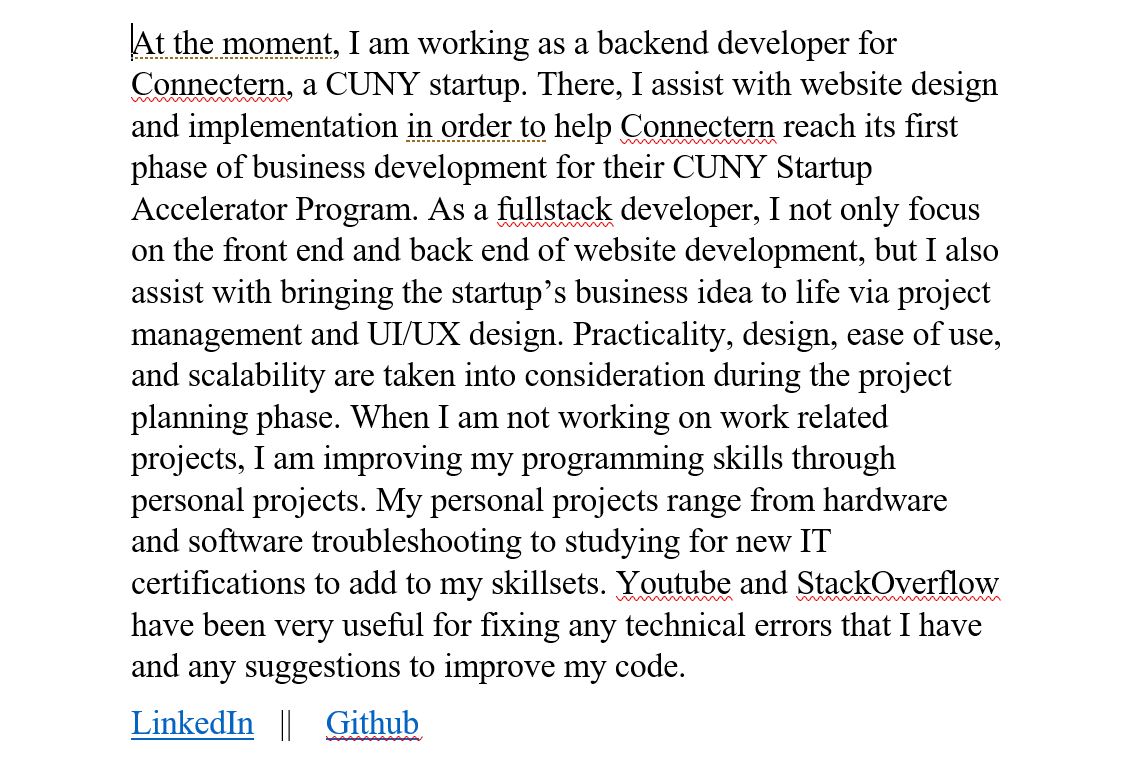 At the moment, I am working as a backend developer for
Connectern, a CUNY startup. There, I assist with website design
and implementation in order to help Connectern reach its first
phase of business development for their CUNY Startup
Accelerator Program. As a fullstack developer, I not only focus
on the front end and back end of website development, but I also
assist with bringing the startup’s business idea to life via project
management and UI/UX design. Practicality, design, ease of use,
and scalability are taken into consideration during the project
planning phase. When I am not working on work related
projects, I am improving my programming skills through
personal projects. My personal projects range from hardware
and software troubleshooting to studying for new IT
certifications to add to my skillsets. Youtube and StackOverflow
have been very useful for fixing any technical errors that I have
and any suggestions to improve my code.
LinkedIn || Github